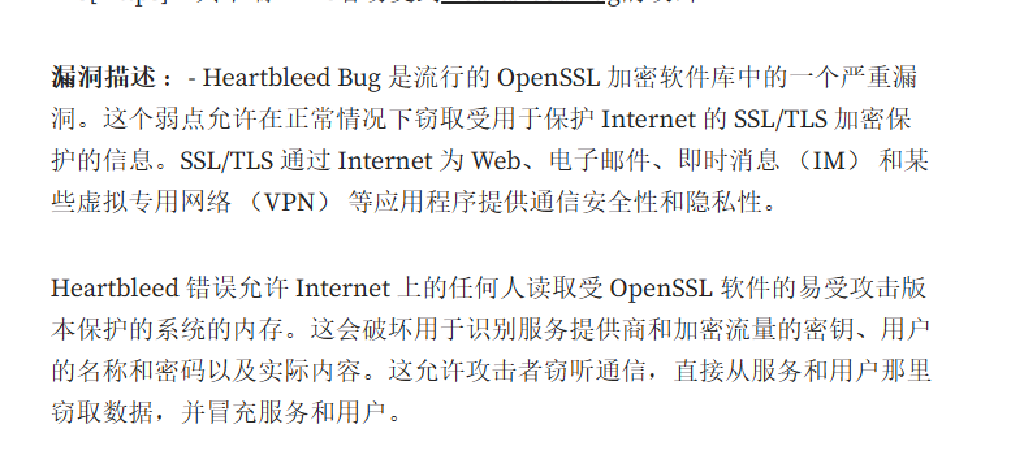 漏洞描述：- Heartbleed Bug 是流行的 OpenSSL 加密软件库中的一个严重漏
洞。这个弱点允许在正常情况下窃取受用于保护 Internet 的 SSL/TLS 加密保
护的信息。SSL/TLS 通过 Internet 为 Web、电子邮件、即时消息 （IM） 和某
些虚拟专用网络 （VPN） 等应用程序提供通信安全性和隐私性。
Heartbleed 错误允许 Internet 上的任何人读取受 OpenSSL 软件的易受攻击版
本保护的系统的内存。这会破坏用于识别服务提供商和加密流量的密钥、用户
的名称和密码以及实际内容。这允许攻击者窃听通信，直接从服务和用户那里
窃取数据，并冒充服务和用户。